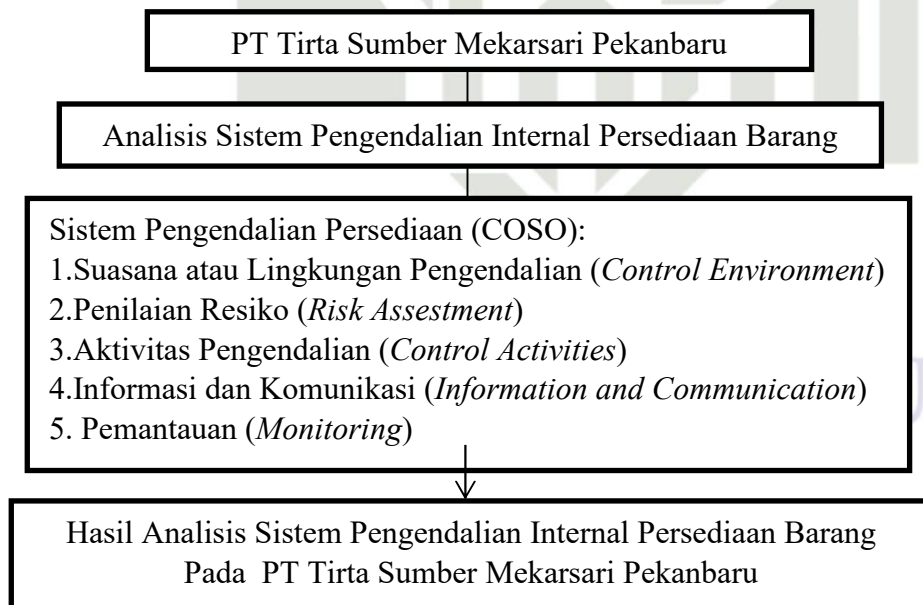 PT Tirta Sumber Mekarsari Pekanbaru
Analisis Sistem Pengendalian Internal Persediaan Barang
Sistem Pengendalian Persediaan (COSO):
1.Suasana atau Lingkungan Pengendalian (Control Environment)
2.Penilaian Resiko (Risk Assestment)
3.Aktivitas Pengendalian (Control Activities)
4.Informasi dan Komunikasi (Information and Communication)
5. Pemantauan (Monitoring)
Hasil Analisis Sistem Pengendalian Internal Persediaan Barang
Pada PT Tirta Sumber Mekarsari Pekanbaru